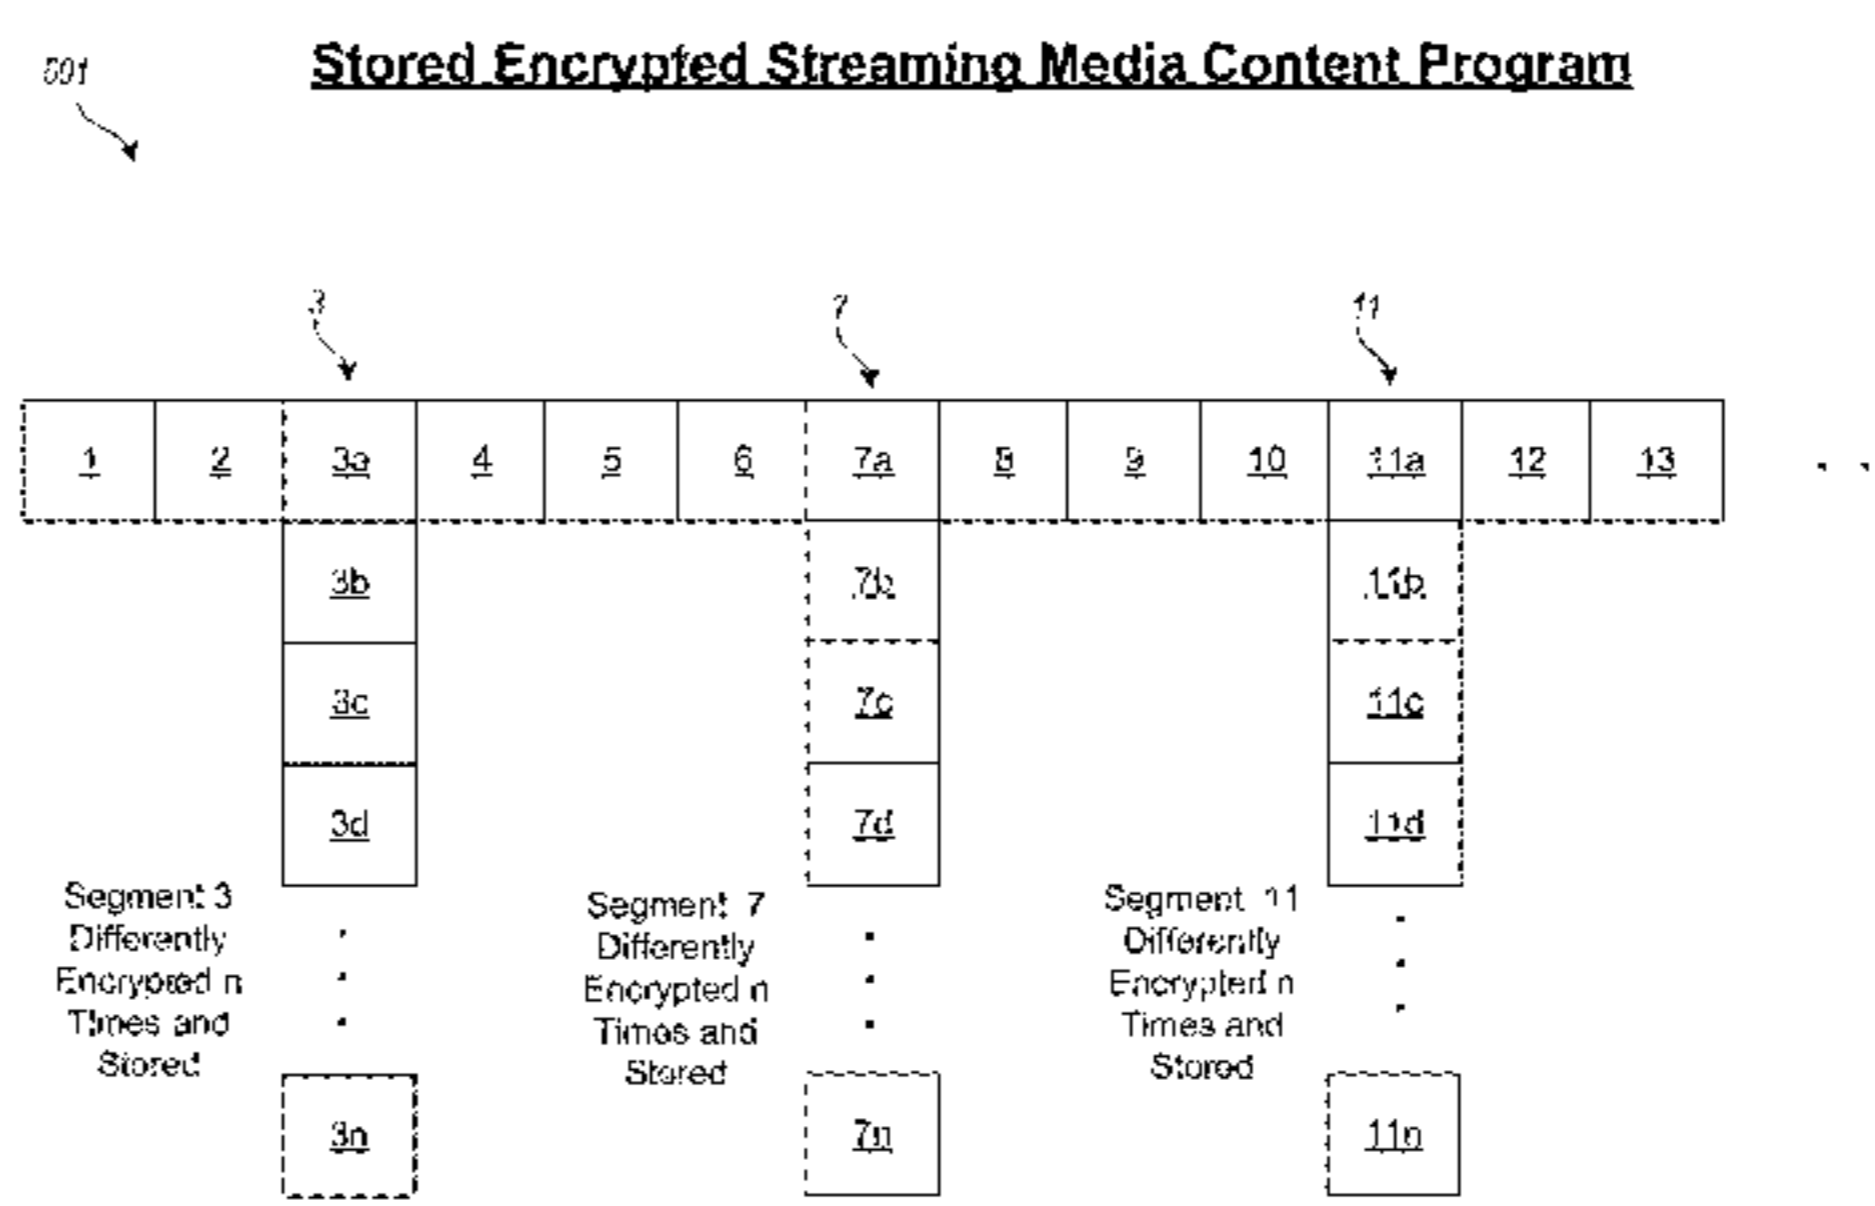 501
Stored Encrypted Streaming Media Content Program
3
7
11
1 2 3a 4 5 6 7a 8 9 10 11a 12 13 . .
3b 7b 11b
3c 7c 11c
3d 7d 11d
Segment 3
Differently
Encrypted n
Times and
Stored
Segment 7
Differently
Encrypted n
Times and
Stored
Segment 11
Differently
Encrypted n
Times and
Stored
3n 7n 11n